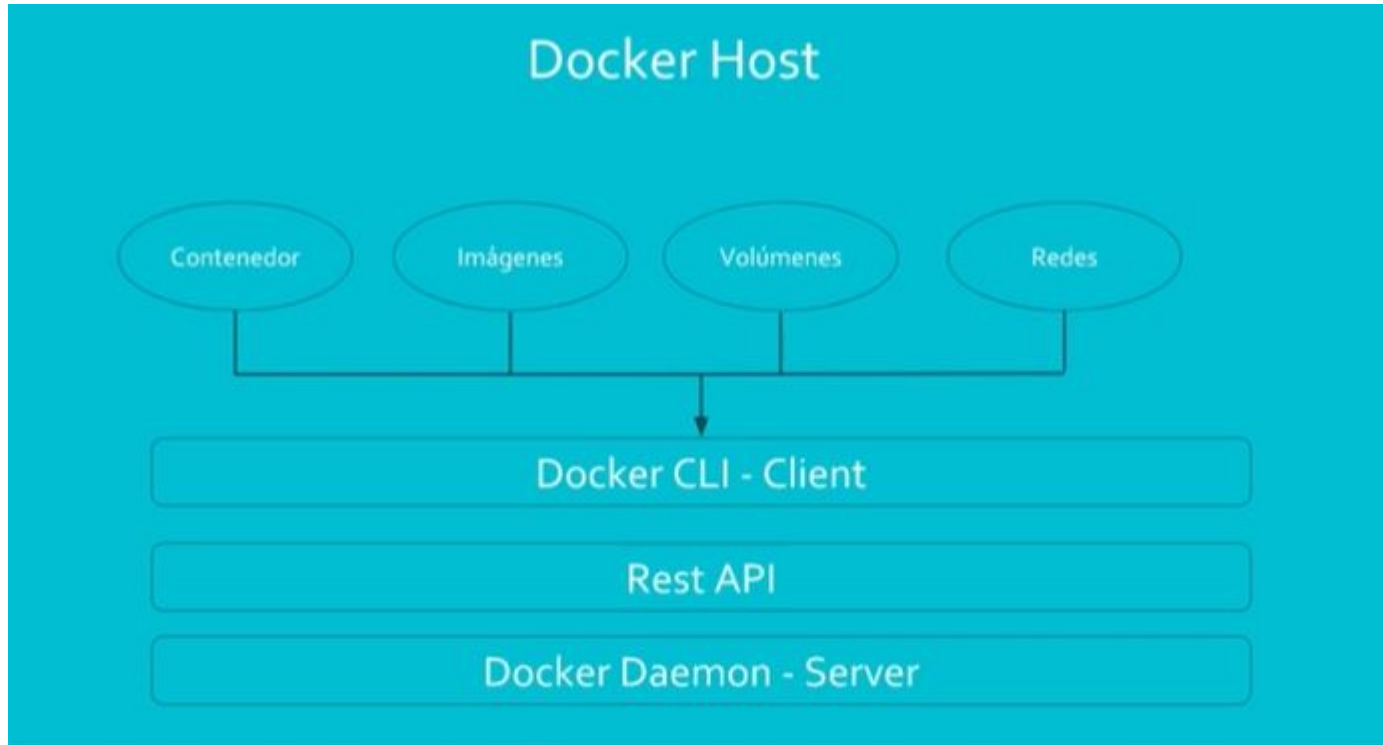 Docker Host
Contenedor
Imágenes
Volúmenes
Redes
Docker CLI - Client
Rest API
Docker Daemon - Server